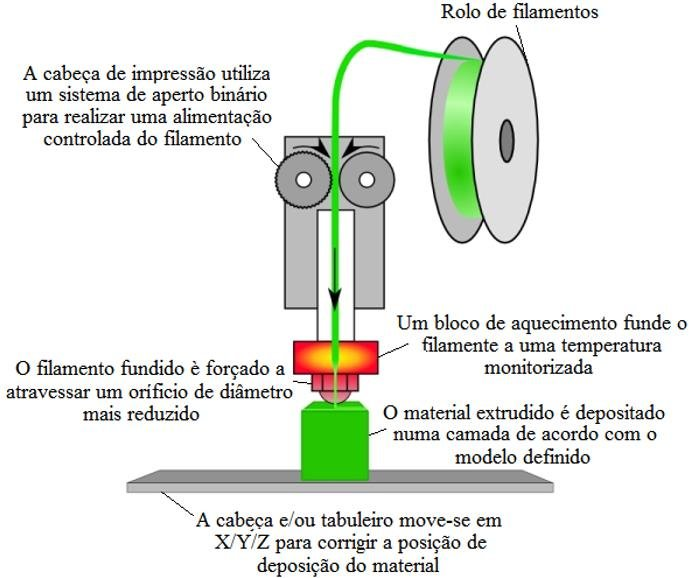 Rolo de filamentos
A cabeça de impressão utiliza
um sistema de aperto binário
para realizar uma alimentação
controlada do filamento
Um bloco de aquecimento funde o
filamente a uma temperatura
monitorizada
O filamento fundido è forçado a
atravessar um oríficio de diâmetro
mais reduzido
O material extrudido é depositado
numa camada de acordo com o
modelo definido
A cabeça e/ou tabuleiro move-se em
X/Y/Z para corrigir a posição de
deposição do material